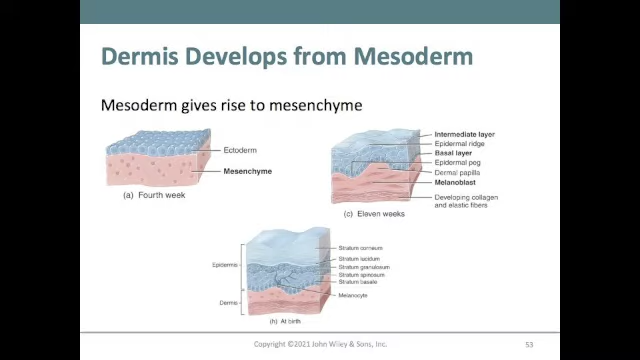 Dermis Develops from Mesoderm
Mesoderm gives rise to mesenchyme
Ectoderm
Mesenchyme
(a) Fourth week
Intermediate layer
Epidermal ridge
Basal layer
Epidermal peg
Dermal papilla
Melanoblast
Developing collagen
and elastic fibers
(c) Eleven weeks
Epidermis
Dermis
Stratum corneum
Stratum lucidum
Stratum granulosum
Stratum spinosum
Stratum basale
Melanocyte
(h) At birth
Copyright ©2021 John Wiley & Sons, Inc.
53